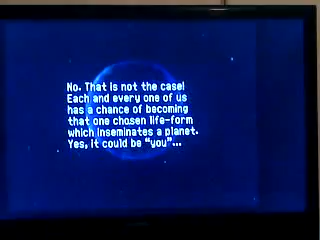 No. That is not the case!
Each and every one of us
has a chance of becoming
that one chosen life-form
which inseminates a planet.
Yes, it could be "you"...